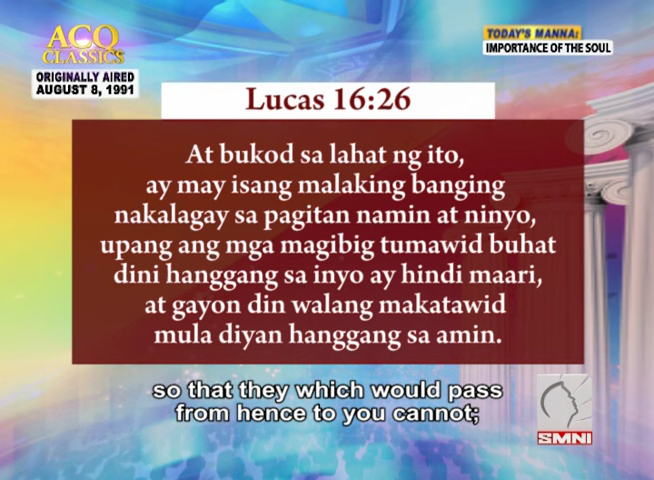 ACQ
CLASSICS
ORIGINALLY AIRED
AUGUST 8, 1991
TODAY'S MANNA:
IMPORTANCE OF THE SOUL
Lucas 16:26
At bukod sa lahat ng ito,
ay may isang malaking banging
nakalagay sa pagitan namin at ninyo,
upang ang mga magibig tumawid buhat
dini hanggang sa inyo ay hindi maari,
at gayon din walang makatawid
mula diyan hanggang sa amin.
so that they which would pass
from hence to you cannot;
SMNI